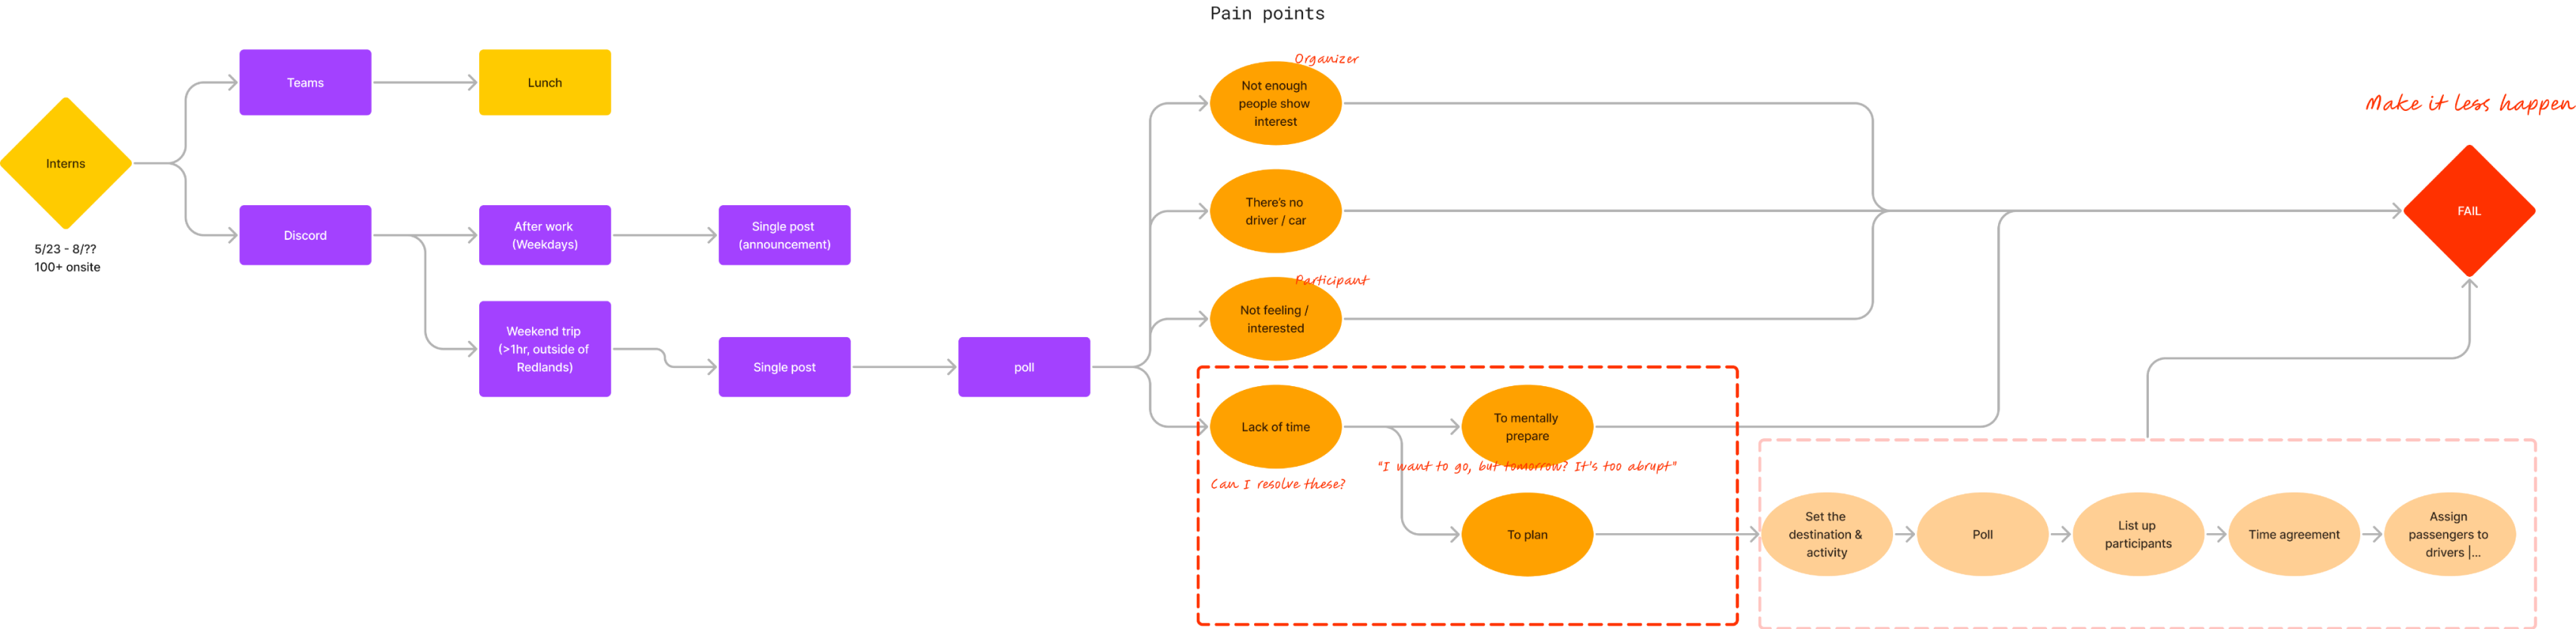 Pain points
Interns
5/23 - 8/??
100+ onsite
Teams
Lunch
Discord
After work
(Weekdays)
Single post
(announcement)
Weekend trip
(>1hr, outside of
Redlands)
Single post
poll
Organizer
Not enough
people show
interest
There's no
driver / car
Participant
Not feeling /
interested
Lack of time
Can I resolve these?
To mentally
prepare
"I want to go, but tomorrow? It's too abrupt"
To plan
Set the
destination &
activity
Poll
List up
participants
Time agreement
Assign
passengers to
drivers |...
Make it less happen
FAIL